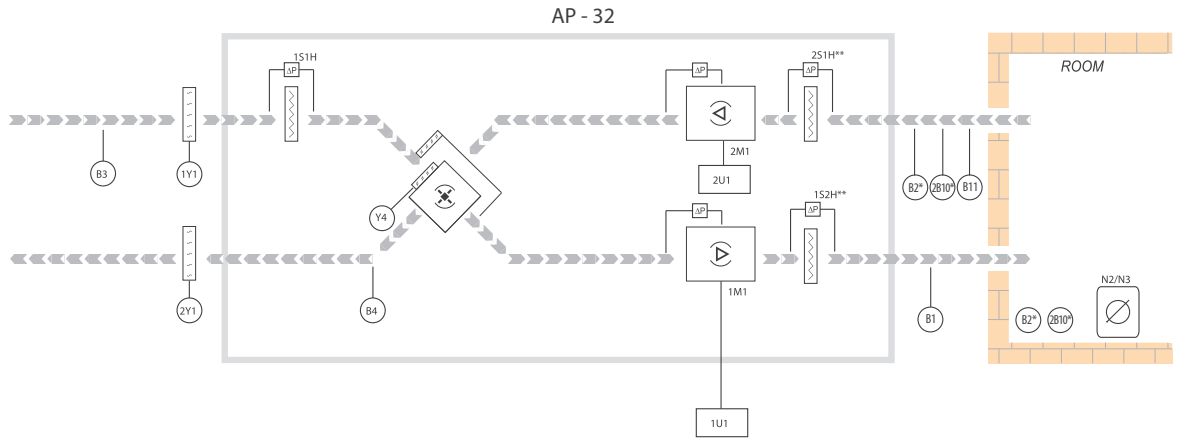 AP - 32
1S1H
ΔP
ΔP
2S1H**
ΔP
ROOM
B3
1Y1
2M1
2U1
B2*
2B10*
B11
Y4
ΔP
1S2H**
ΔP
1M1
2Y1
B4
B1
B2*
2B10*
N2/N3
1U1